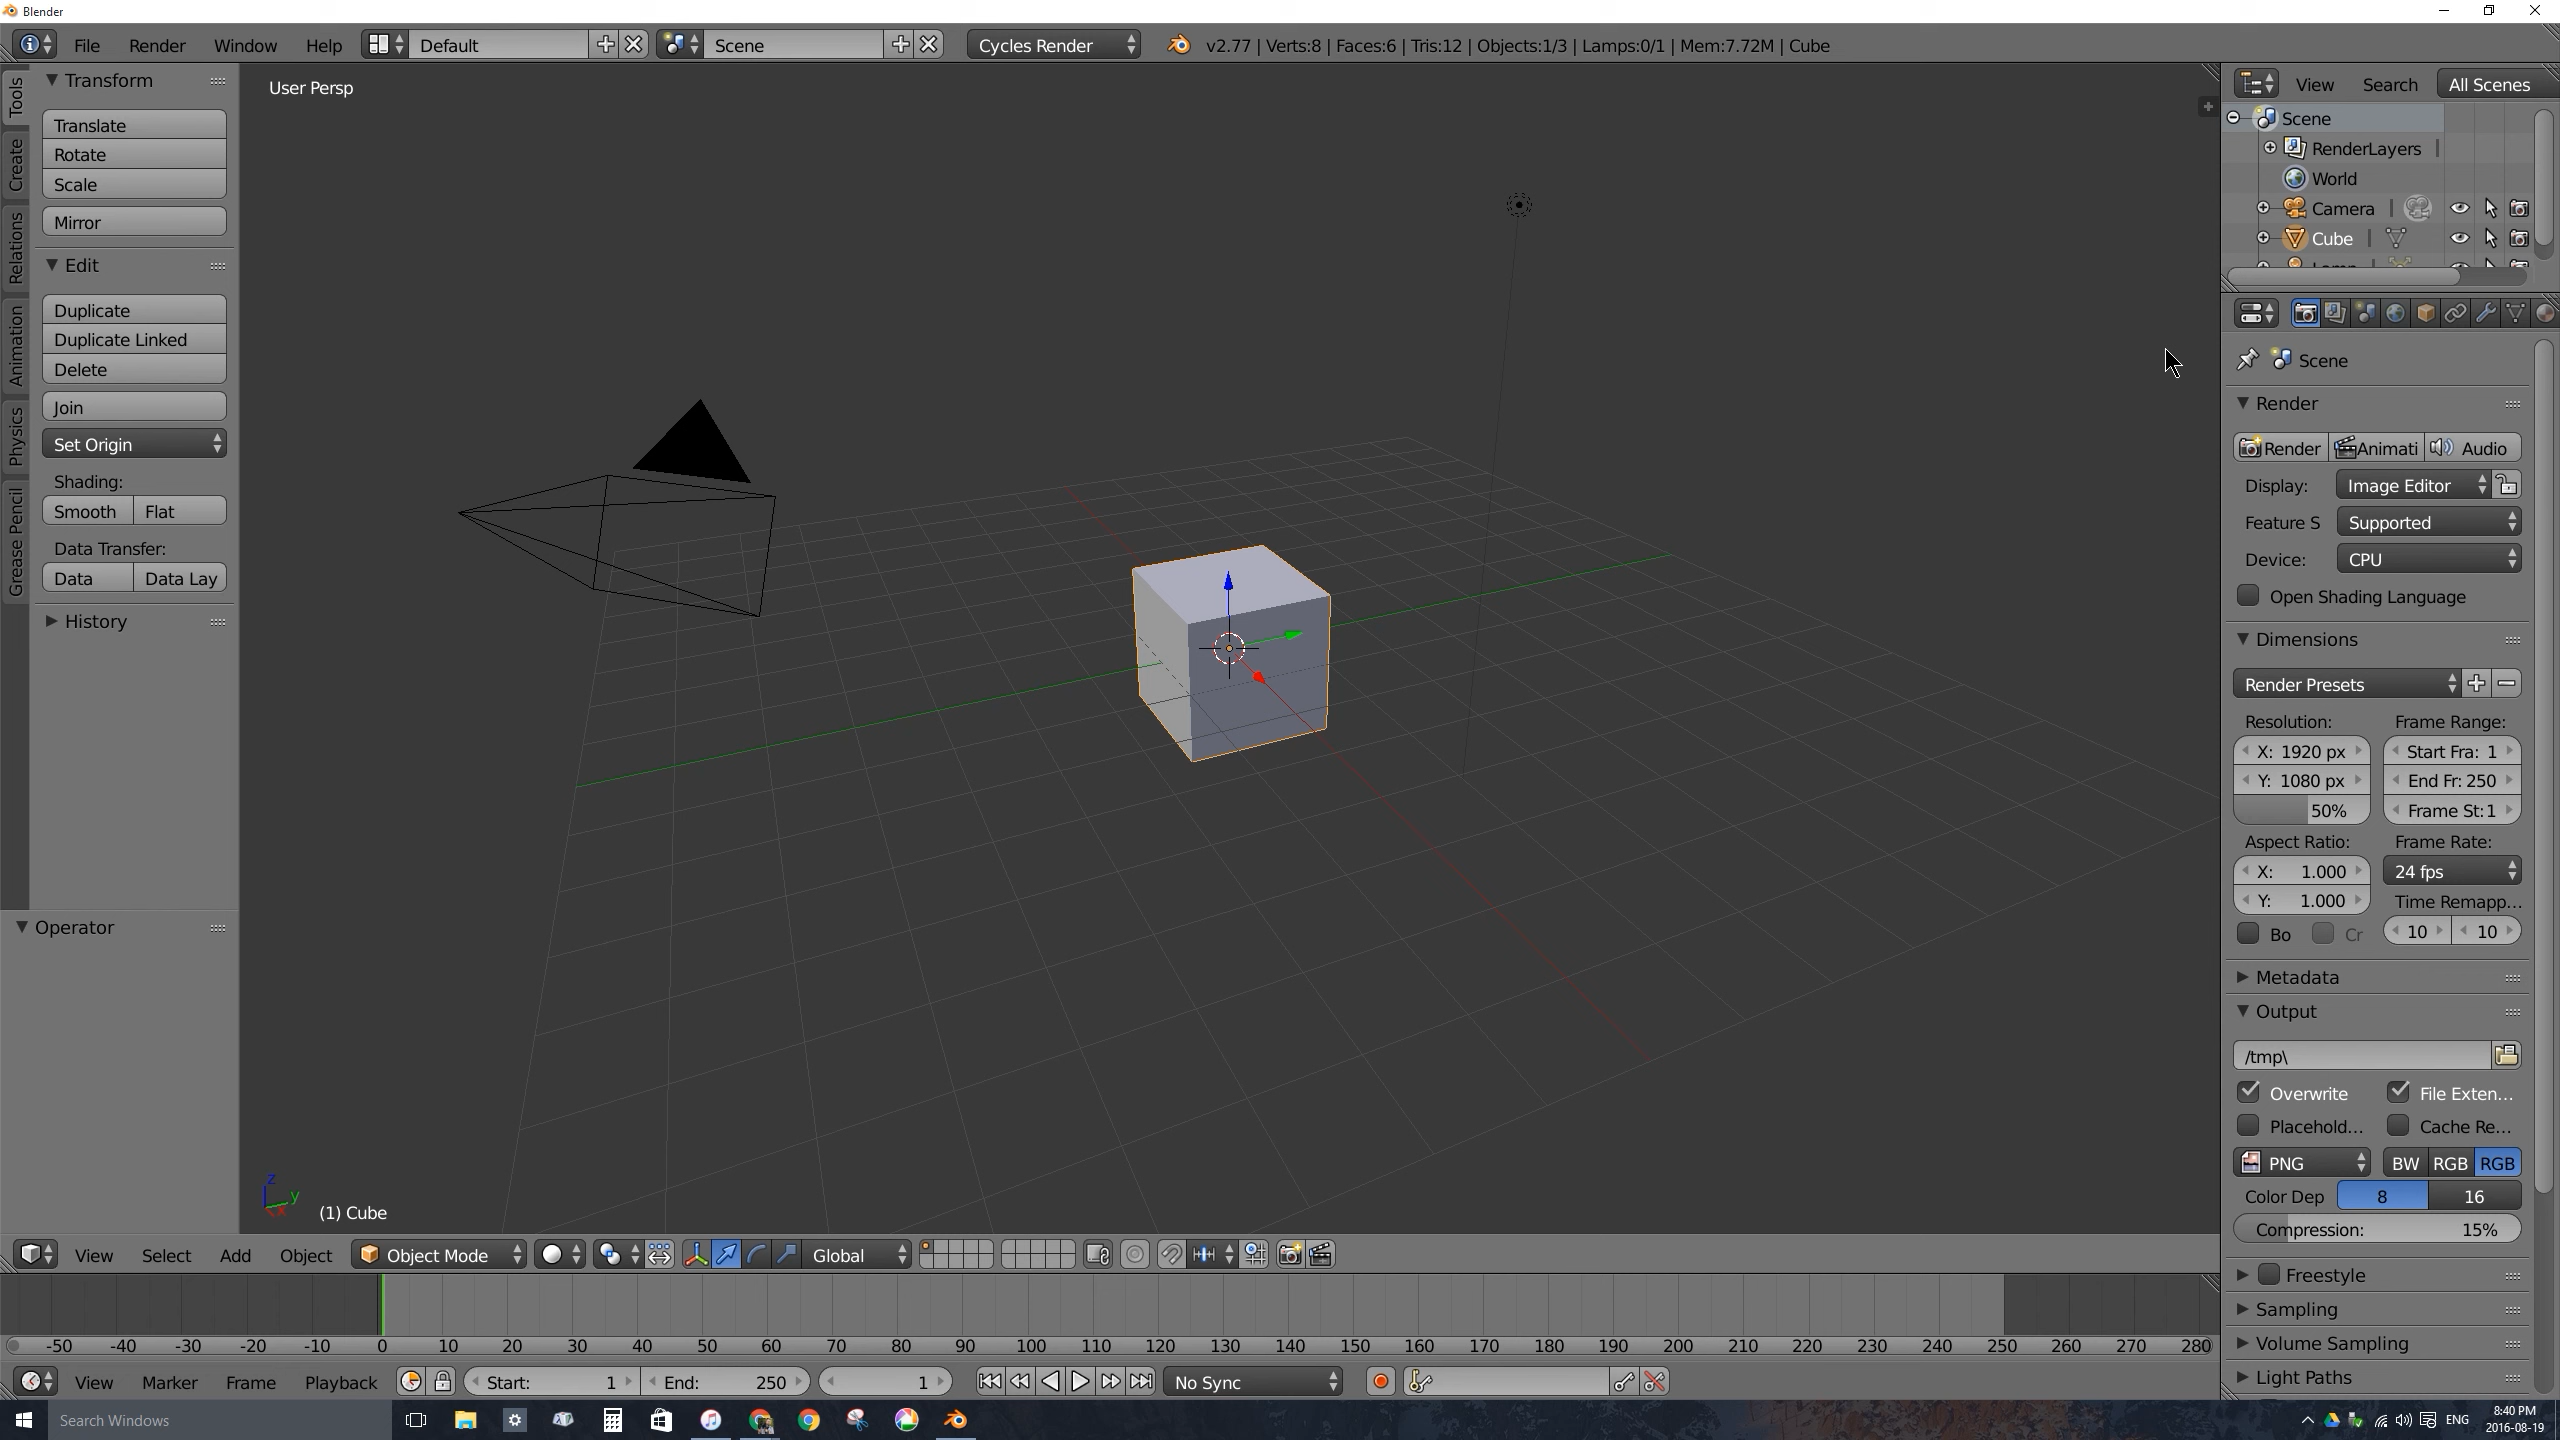 Blender
File Render Window Help Default Scene Cycles Render v2.77 | Verts:8 | Faces:6 | Tris:12 | Objects:1/3 | Lamps:0/1 | Mem:7.72M | Cube
Tools
Create
Relations
Animation
Physics
Grease Pencil
Transform
Translate
Rotate
Scale
Mirror
Edit
Duplicate
Duplicate Linked
Delete
Join
Set Origin
Shading:
Smooth Flat
Data Transfer:
Data Data Lay
History
Operator
User Persp
z
y
x
(1) Cube
View Select Add Object Object Mode Global
-50 -40 -30 -20 -10 0 10 20 30 40 50 60 70 80 90 100 110 120 130 140 150 160 170 180 190 200 210 220 230 240 250 260 270 280
View Marker Frame Playback Start: 1 End: 250 1 No Sync
View Search All Scenes
Scene
RenderLayers |
World
Camera |
Cube |
Scene
Render
Render Animati Audio
Display: Image Editor
Feature S Supported
Device: CPU
Open Shading Language
Dimensions
Render Presets
Resolution: Frame Range:
X: 1920 px Start Fra: 1
Y: 1080 px End Fr: 250
50% Frame St: 1
Aspect Ratio: Frame Rate:
X: 1.000 24 fps
Y: 1.000 Time Remapp...
Bo Cr 10 10
Metadata
Output
/tmp\
Overwrite File Exten...
Placehold... Cache Re...
PNG BW RGB RGB
Color Dep 8 16
Compression: 15%
Freestyle
Sampling
Volume Sampling
Light Paths
Search Windows
ENG
8:40 PM
2016-08-19